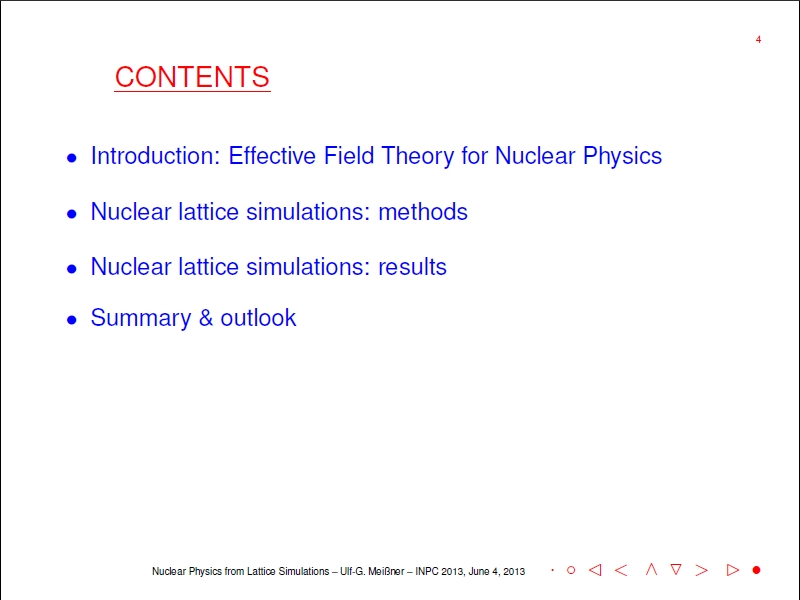 4
CONTENTS
• Introduction: Effective Field Theory for Nuclear Physics
• Nuclear lattice simulations: methods
• Nuclear lattice simulations: results
• Summary & outlook
Nuclear Physics from Lattice Simulations – Ulf-G. Meißner – INPC 2013, June 4, 2013 · ○ ◁ < ∧ ▽ > ▷ •